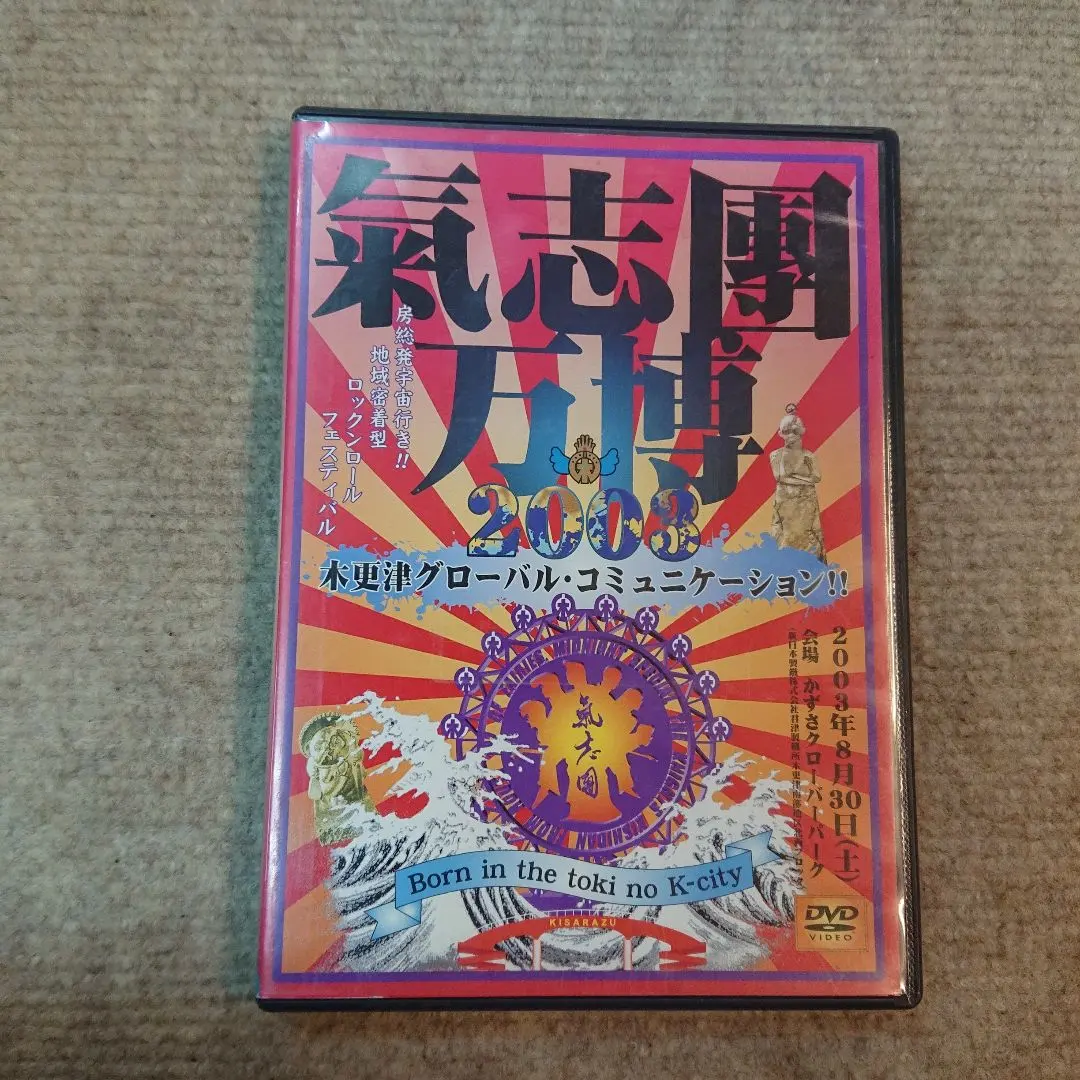 氣志團
万博
2003
房総発宇宙行き!!
地域密着型
ロックンロール
フェスティバル
木更津グローバル・コミュニケーション!!
2003年8月30日(土)
会場 かずさクローバーパーク
氣志團
Born in the toki no K-city
KISARAZU
DVD
VIDEO